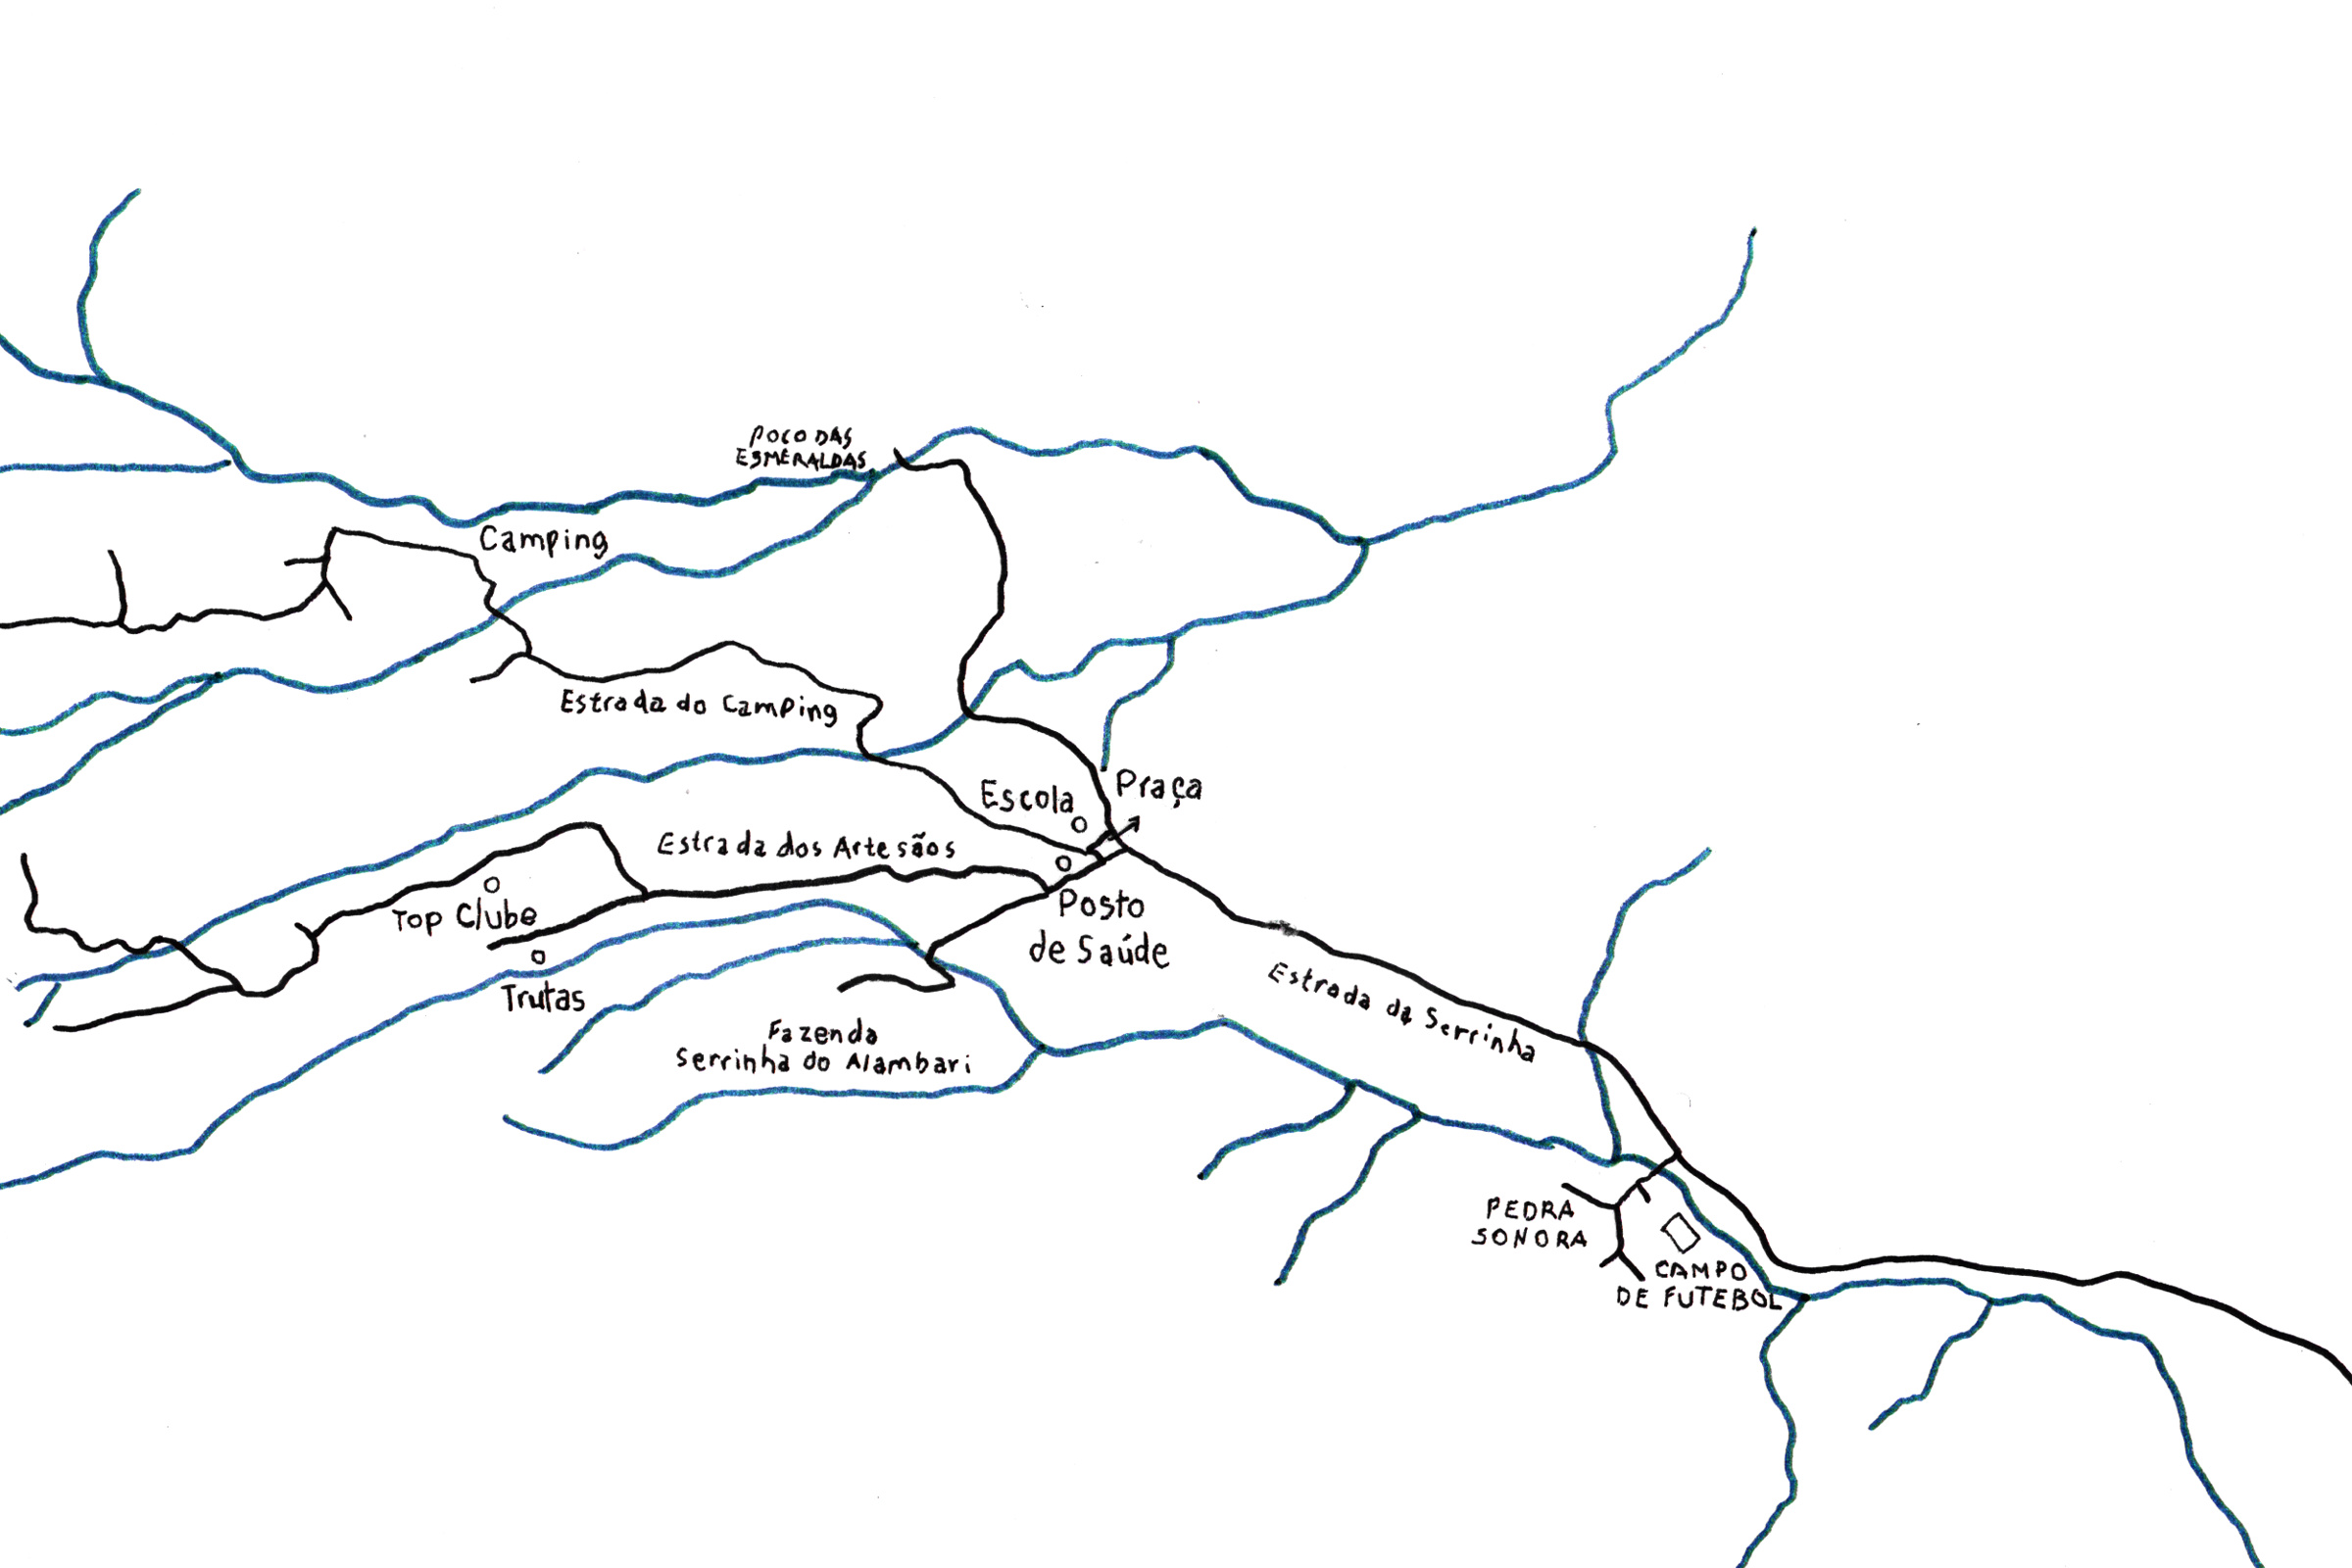 POCO DAS
ESMERALDAS
Camping
Estrada do Camping
Escola
Praça
Estrada dos Artesãos
Top Clube
Posto
de Saúde
Trutas
Estrada da Serrinha
Fazenda
Serrinha do Alambari
PEDRA
SONORA
CAMPO
DE FUTEBOL